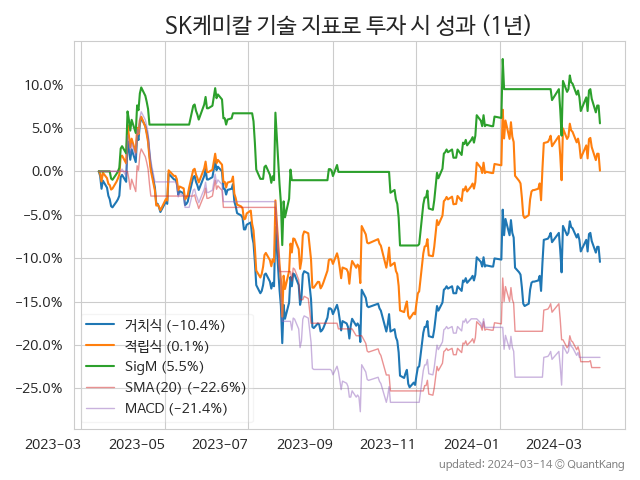 SK케미칼 기술 지표로 투자 시 성과 (1년)
10.0%
5.0%
0.0%
−5.0%
−10.0%
−15.0%
−20.0%
−25.0%
거치식 (−10.4%)
적립식 (0.1%)
SigM (5.5%)
SMA(20) (−22.6%)
MACD (−21.4%)
2023-03 2023-05 2023-07 2023-09 2023-11 2024-01 2024-03
updated: 2024-03-14 © QuantKang